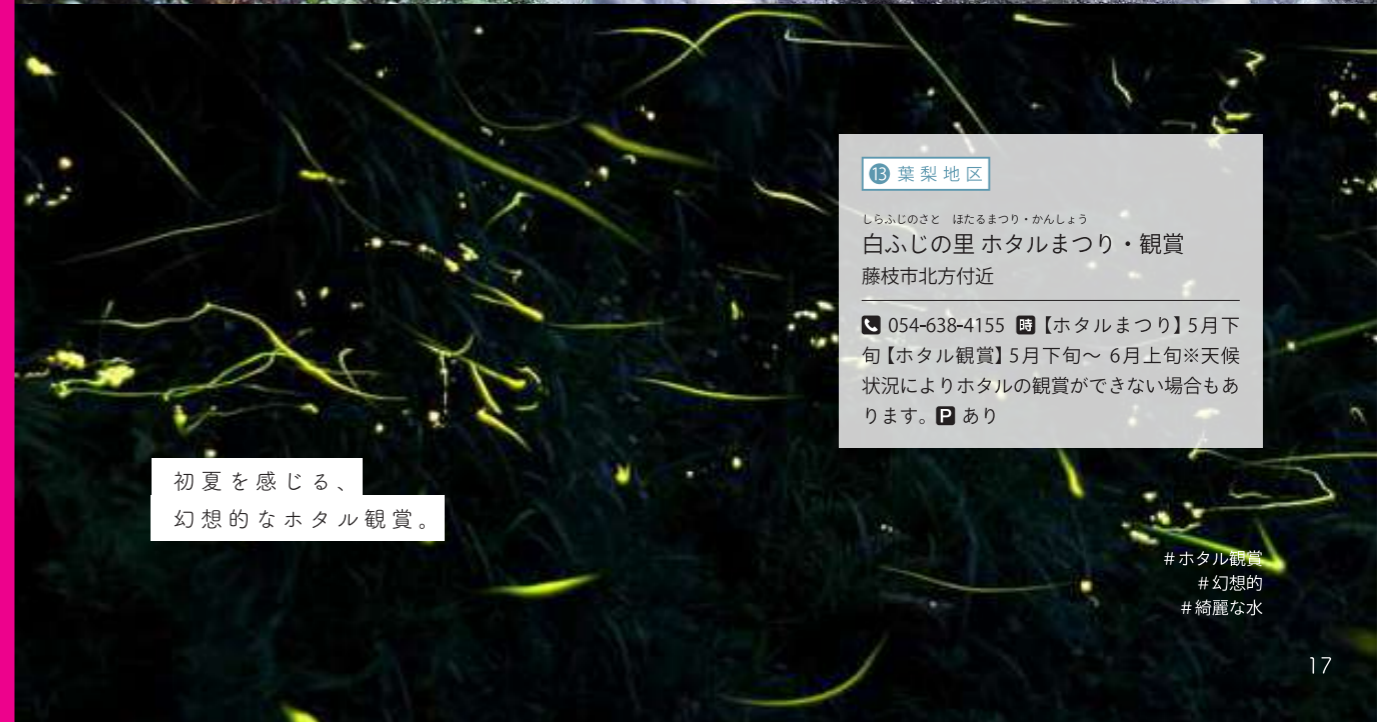 ⓭ 葉梨地区
しらふじのさと ほたるまつり・かんしょう
白ふじの里 ホタルまつり・観賞
藤枝市北方付近
054-638-4155 時【ホタルまつり】5月下
旬【ホタル観賞】5月下旬〜 6月上旬※天候
状況によりホタルの観賞ができない場合もあ
ります。P あり
初夏を感じる、
幻想的なホタル観賞。
#ホタル観賞
#幻想的
#綺麗な水
17